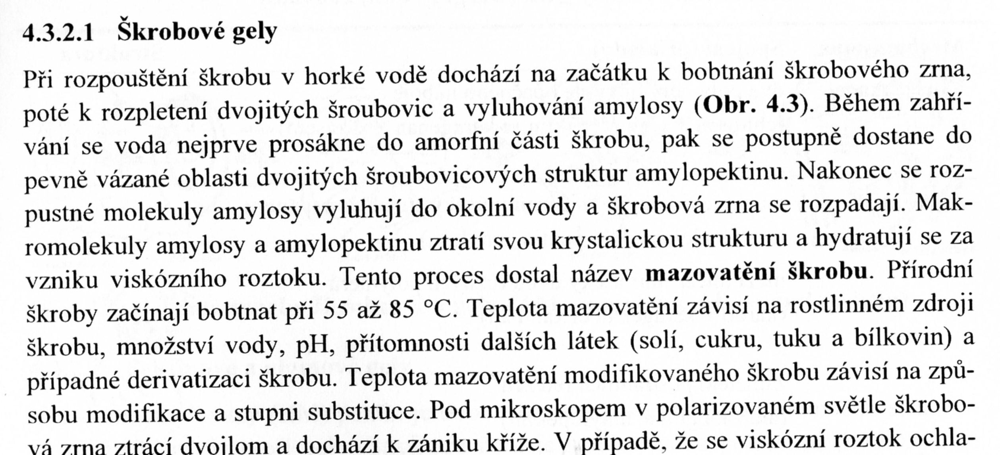 4.3.2.1 Škrobové gely
Při rozpouštění škrobu v horké vodě dochází na začátku k bobtnání škrobového zrna,
poté k rozpletení dvojitých šroubovic a vyluhování amylosy (Obr. 4.3). Během zahří-
vání se voda nejprve prosákne do amorfní části škrobu, pak se postupně dostane do
pevně vázané oblasti dvojitých šroubovicových struktur amylopektinu. Nakonec se roz-
pustné molekuly amylosy vyluhují do okolní vody a škrobová zrna se rozpadají. Mak-
romolekuly amylosy a amylopektinu ztratí svou krystalickou strukturu a hydratují se za
vzniku viskózního roztoku. Tento proces dostal název mazovatění škrobu. Přírodní
škroby začínají bobtnat při 55 až 85 °C. Teplota mazovatění závisí na rostlinném zdroji
škrobu, množství vody, pH, přítomnosti dalších látek (solí, cukru, tuku a bílkovin) a
případné derivatizaci škrobu. Teplota mazovatění modifikovaného škrobu závisí na způ-
sobu modifikace a stupni substituce. Pod mikroskopem v polarizovaném světle škrobo-
vá zrna ztrácí dvojlom a dochází k zániku kříže. V případě, že se viskózní roztok ochla-